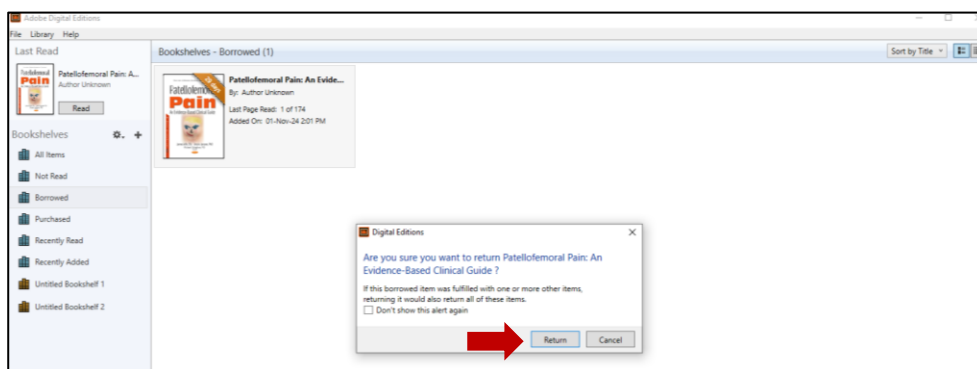 Adobe Digital Editions
File Library Help
Last Read
Patellofemoral Pain: A...
Author Unknown
Read
Bookshelves
All Items
Not Read
Borrowed
Purchased
Recently Read
Recently Added
Untitled Bookshelf 1
Untitled Bookshelf 2
Bookshelves - Borrowed (1)
Sort by Title
Patellofemoral
Pain
28 days
Patellofemoral Pain: An Evide...
By: Author Unknown
Last Page Read: 1 of 174
Added On: 01-Nov-24 2:01 PM
Digital Editions
Are you sure you want to return Patellofemoral Pain: An
Evidence-Based Clinical Guide ?
If this borrowed item was fulfilled with one or more other items,
returning it would also return all of these items.
Don't show this alert again
Return
Cancel